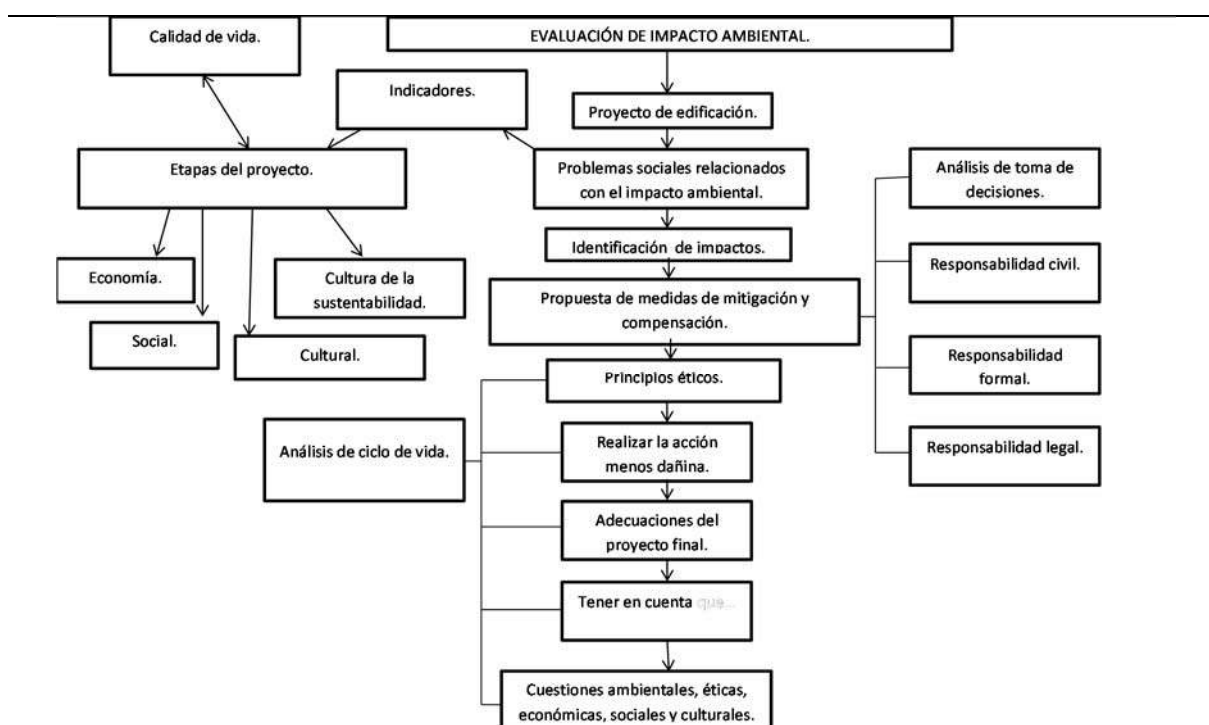 Calidad de vida.
EVALUACIÓN DE IMPACTO AMBIENTAL.
Indicadores.
Proyecto de edificación.
Etapas del proyecto.
Problemas sociales relacionados
con el impacto ambiental.
Análisis de toma de
decisiones.
Identificación de impactos.
Economía.
Cultura de la
sustentabilidad.
Responsabilidad civil.
Propuesta de medidas de mitigación y
compensación.
Social.
Cultural.
Responsabilidad
formal.
Principios éticos.
Análisis de ciclo de vida.
Realizar la acción
menos dañina.
Responsabilidad legal.
Adecuaciones del
proyecto final.
Tener en cuenta que...
Cuestiones ambientales, éticas,
económicas, sociales y culturales.